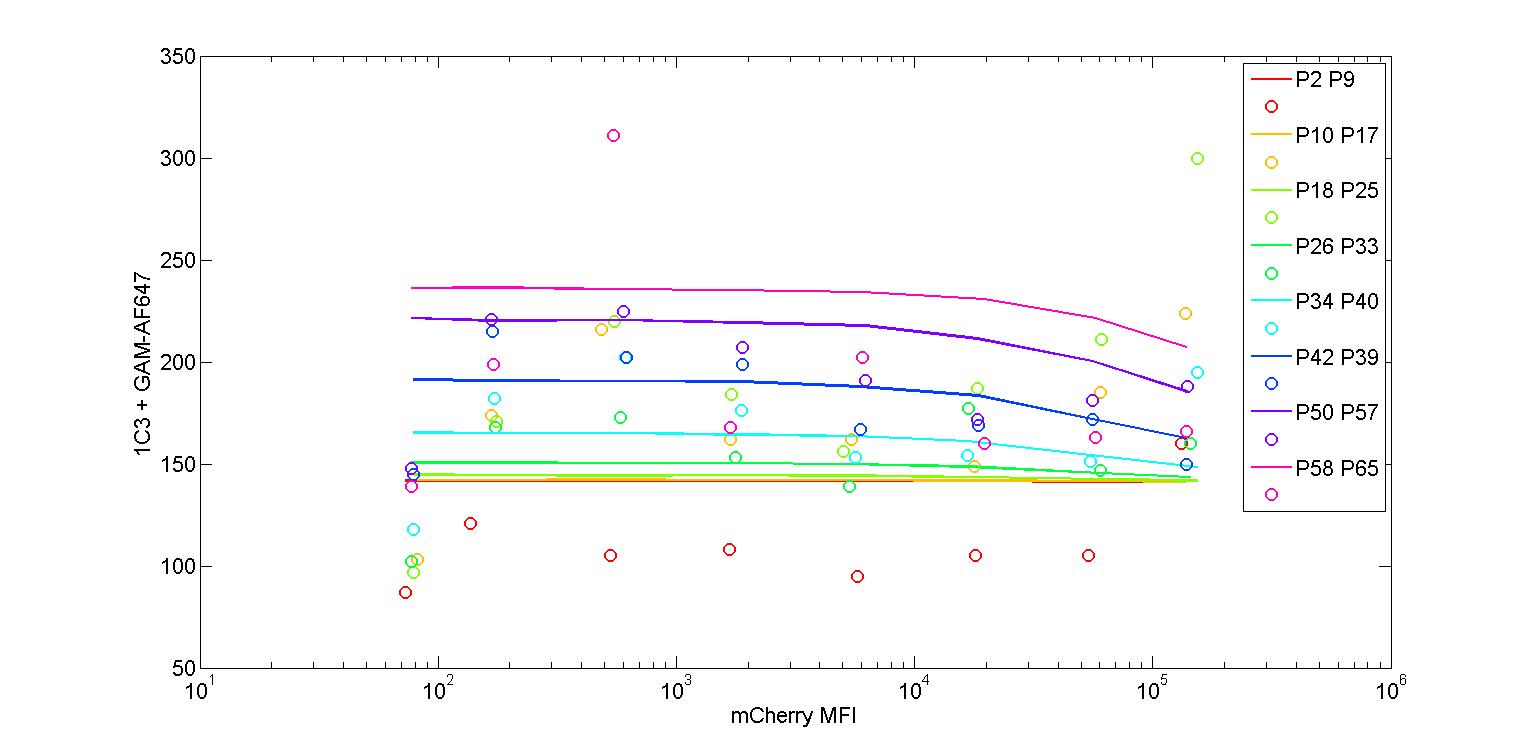 350
300
250
200
150
100
50
1C3 + GAM-AF647
10^1
10^2
10^3
10^4
10^5
10^6
mCherry MFI
P2 P9
P10 P17
P18 P25
P26 P33
P34 P40
P42 P39
P50 P57
P58 P65